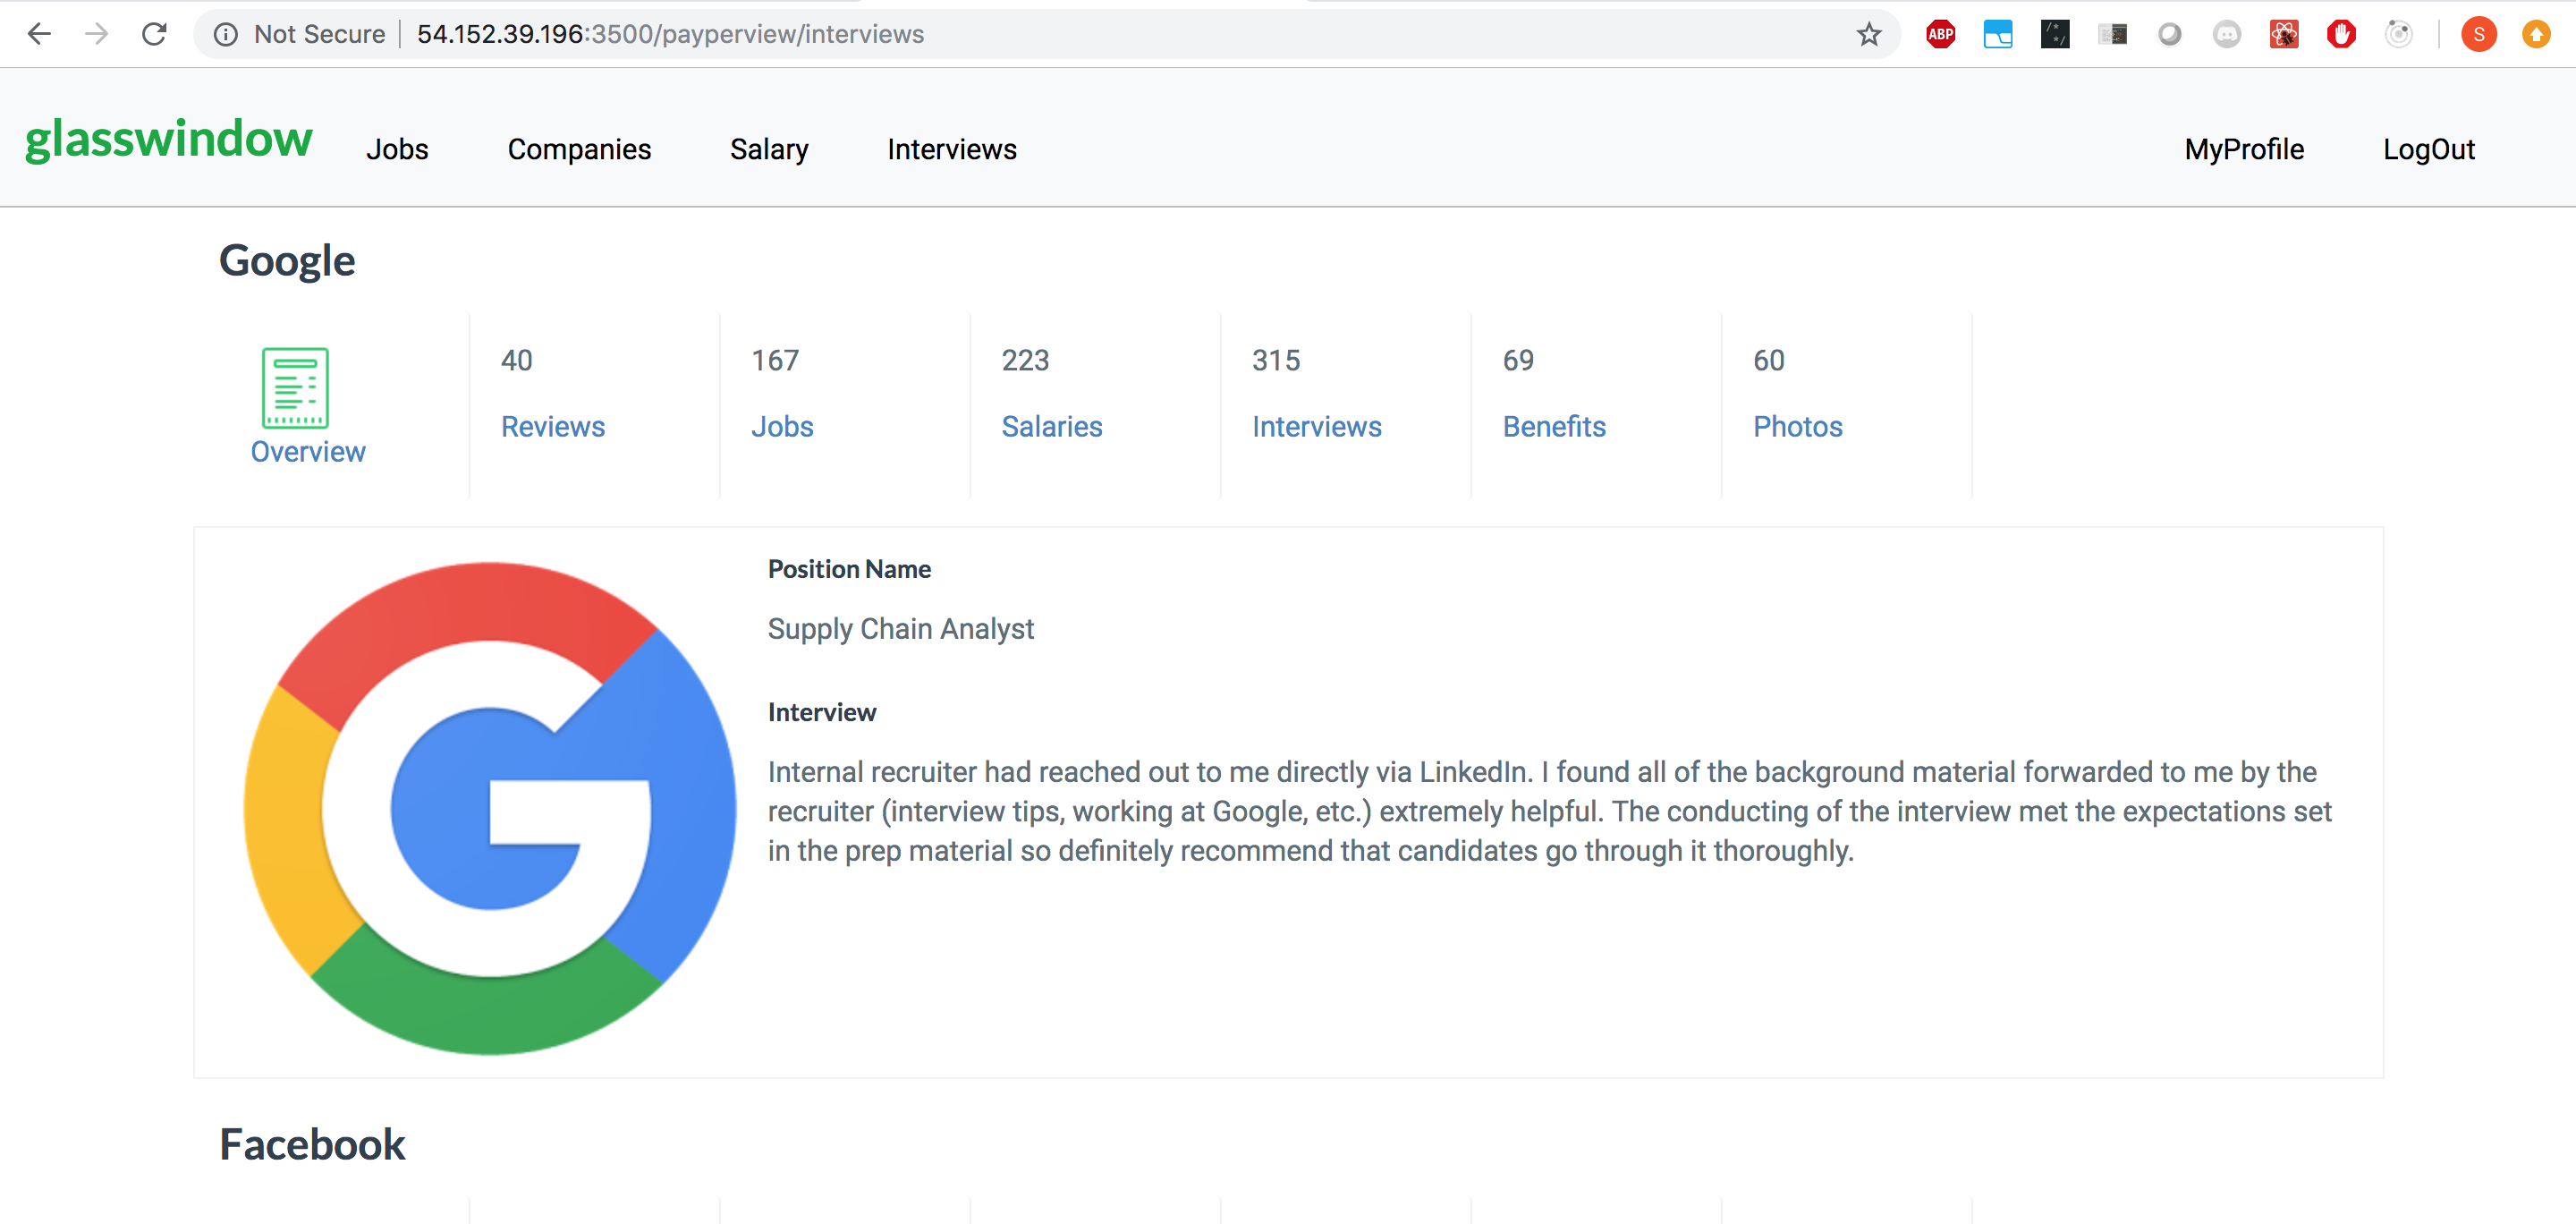 Not Secure | 54.152.39.196:3500/payperview/interviews
ABP
/* */
S
glasswindow Jobs Companies Salary Interviews MyProfile LogOut
Google
40 167 223 315 69 60
Overview Reviews Jobs Salaries Interviews Benefits Photos
Position Name
Supply Chain Analyst
Interview
Internal recruiter had reached out to me directly via LinkedIn. I found all of the background material forwarded to me by the
recruiter (interview tips, working at Google, etc.) extremely helpful. The conducting of the interview met the expectations set
in the prep material so definitely recommend that candidates go through it thoroughly.
G
Facebook